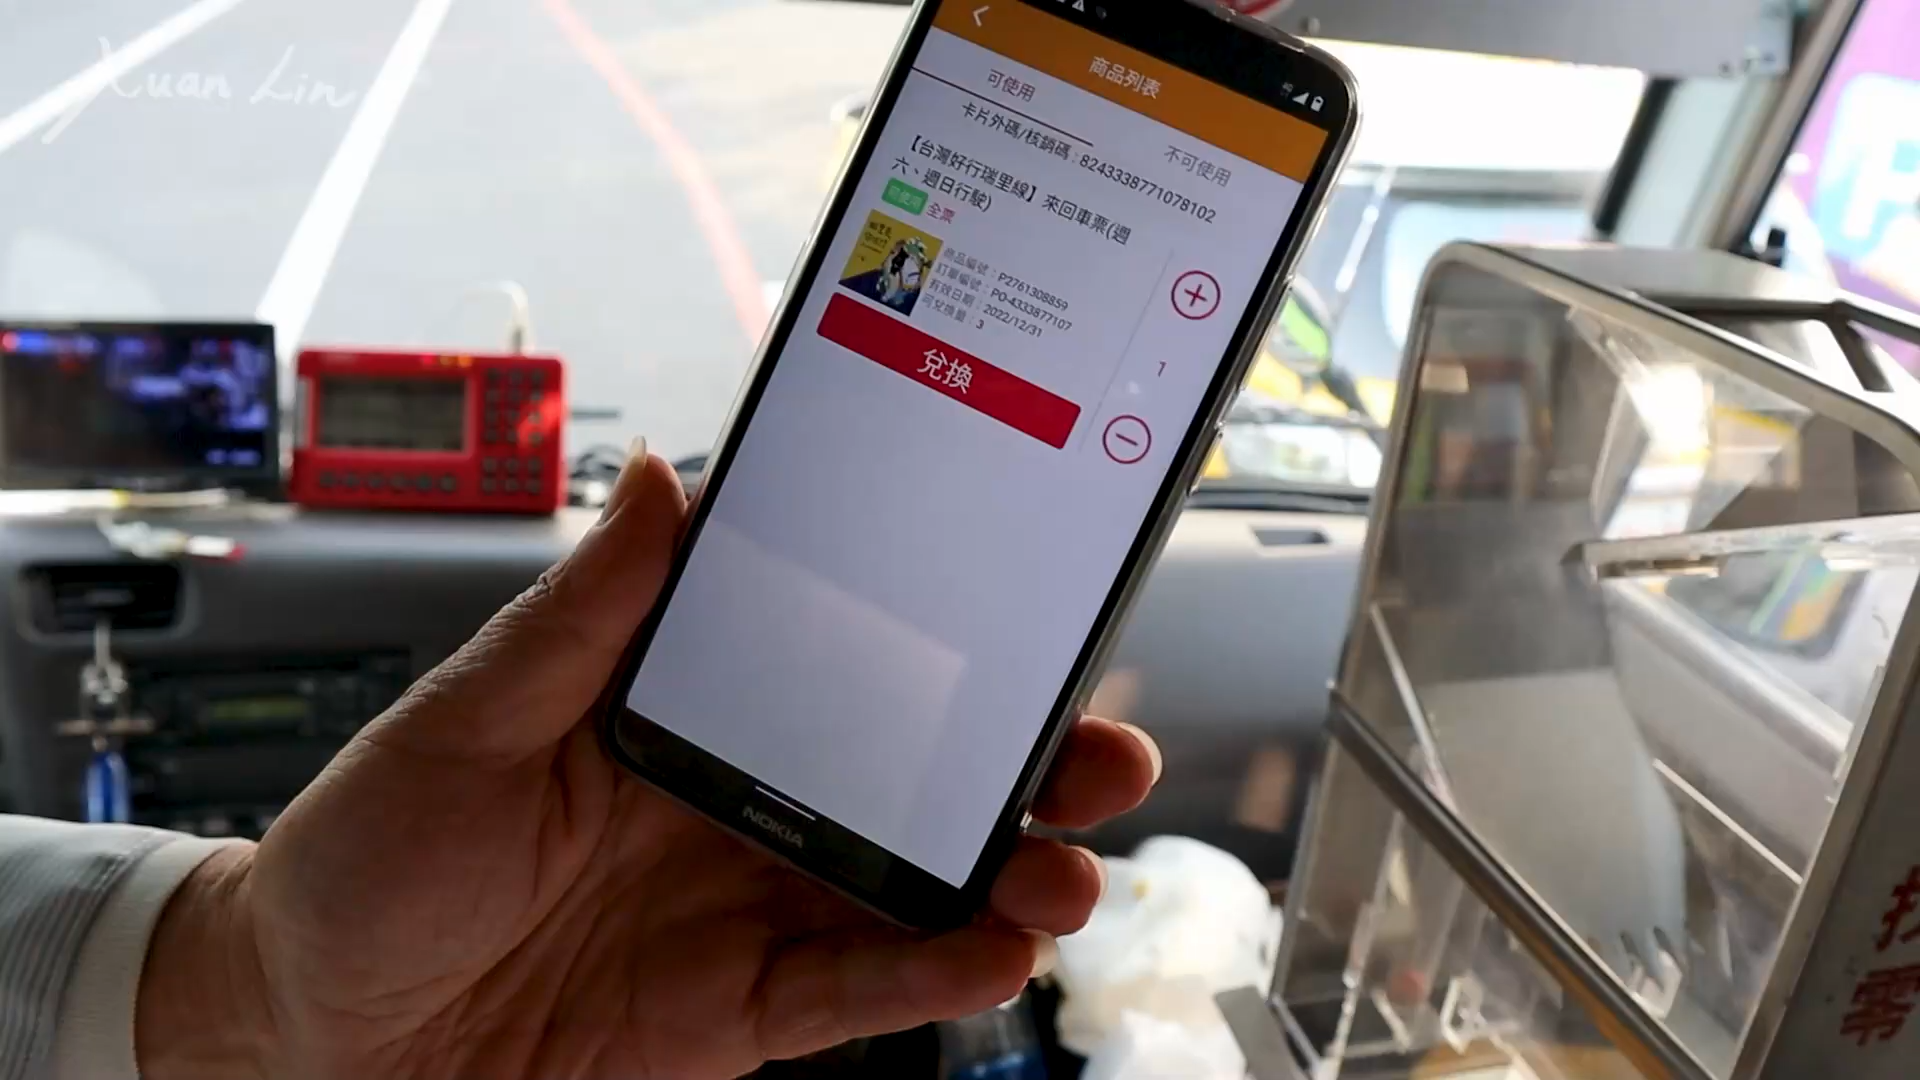 Xuan Lin
商品列表
可使用
不可使用
卡片外碼/核銷碼:8243338771078102
【台灣好行瑞里線】來回車票(週
六、週日行駛)
可使用 全票
商品編號:P2761308859
訂單編號:PO-4333877107
有效日期:2022/12/31
可兌換量:3
1
兌換
NOKIA
找
零